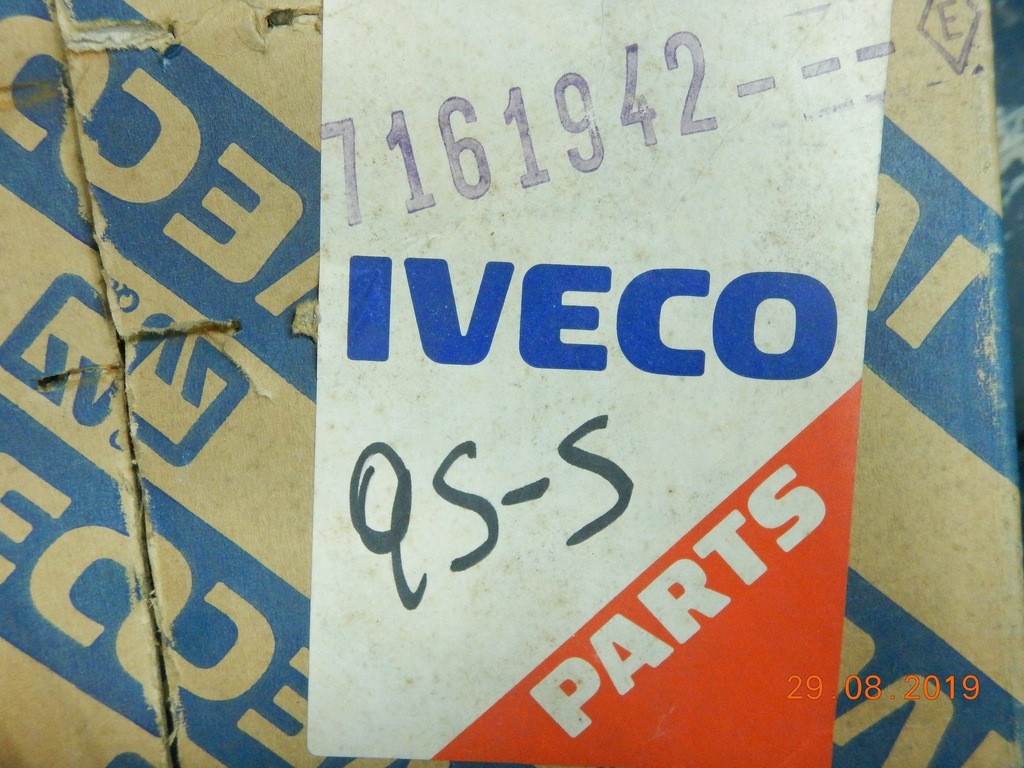 7161942---
E
IVECO
QS-S
PARTS
29.08.2019